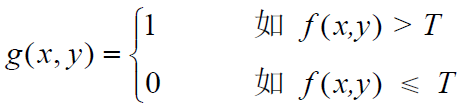 1 如 f(x,y) > T
g(x, y) =
0 如 f(x,y) ≤ T